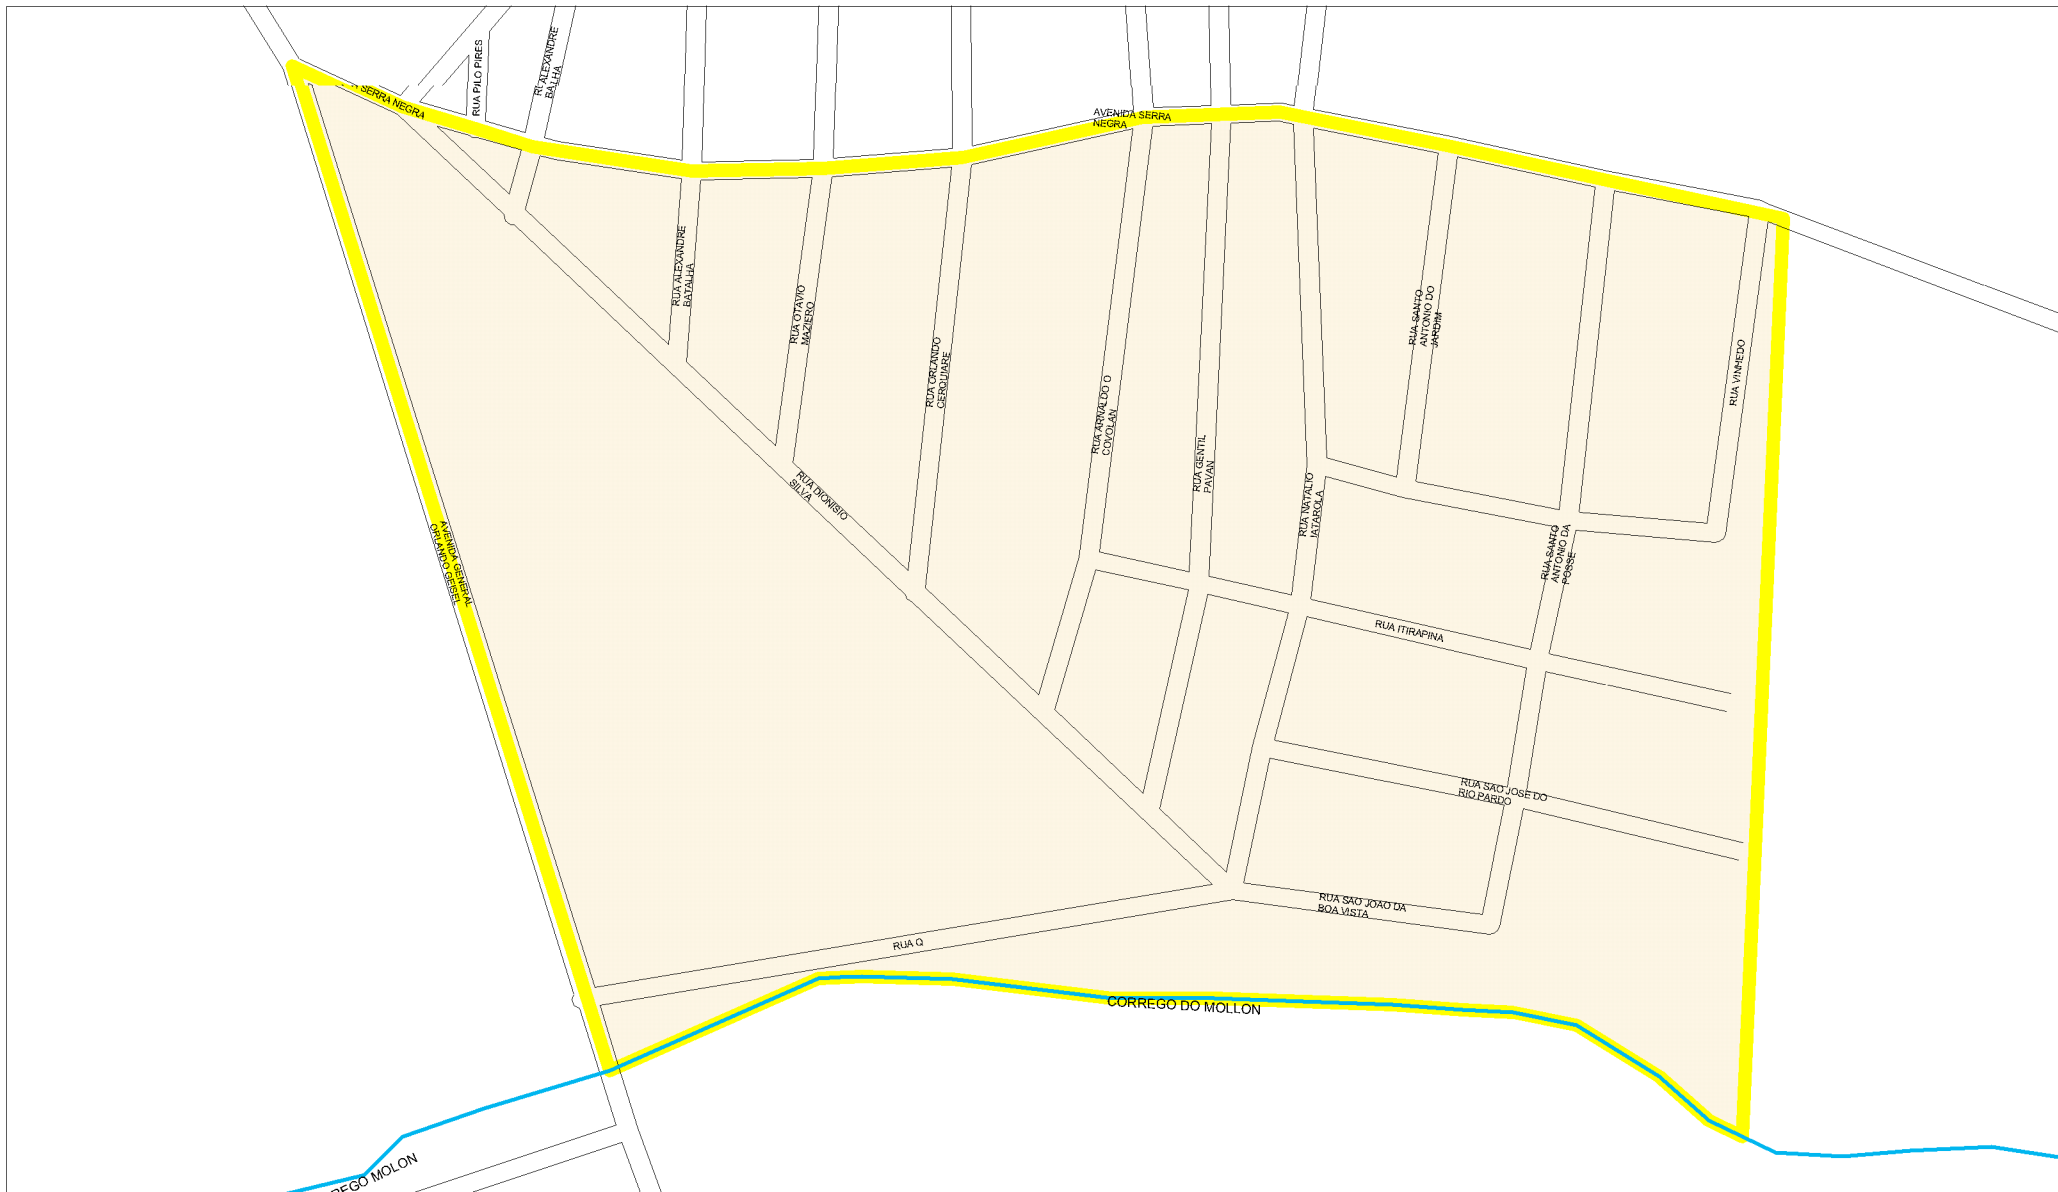 RUA PILO PIRES
RU ALEXANDRE
BATALHA
A SERRA NEGRA
AVENIDA SERRA
NEGRA
RUA ALEXANDRE
BATALHA
RUA OTAVIO
MAZIERO
RUA ORLANDO
CERQUIARE
RUA ARNALDO O
COVOLAN
RUA GENTIL
PAVAN
RUA NATALIO
IATAROLA
RUA SANTO
ANTONIO DO
JARDIM
RUA VINHEDO
RUA DIONISIO
SILVA
AVENIDA GENERAL
ORLANDO GEISEL
RUA SANTO
ANTONIO DA
POSSE
RUA ITIRAPINA
RUA SAO JOSE DO
RIO PARDO
RUA SAO JOAO DA
BOA VISTA
RUA Q
CORREGO DO MOLLON
REGO MOLON